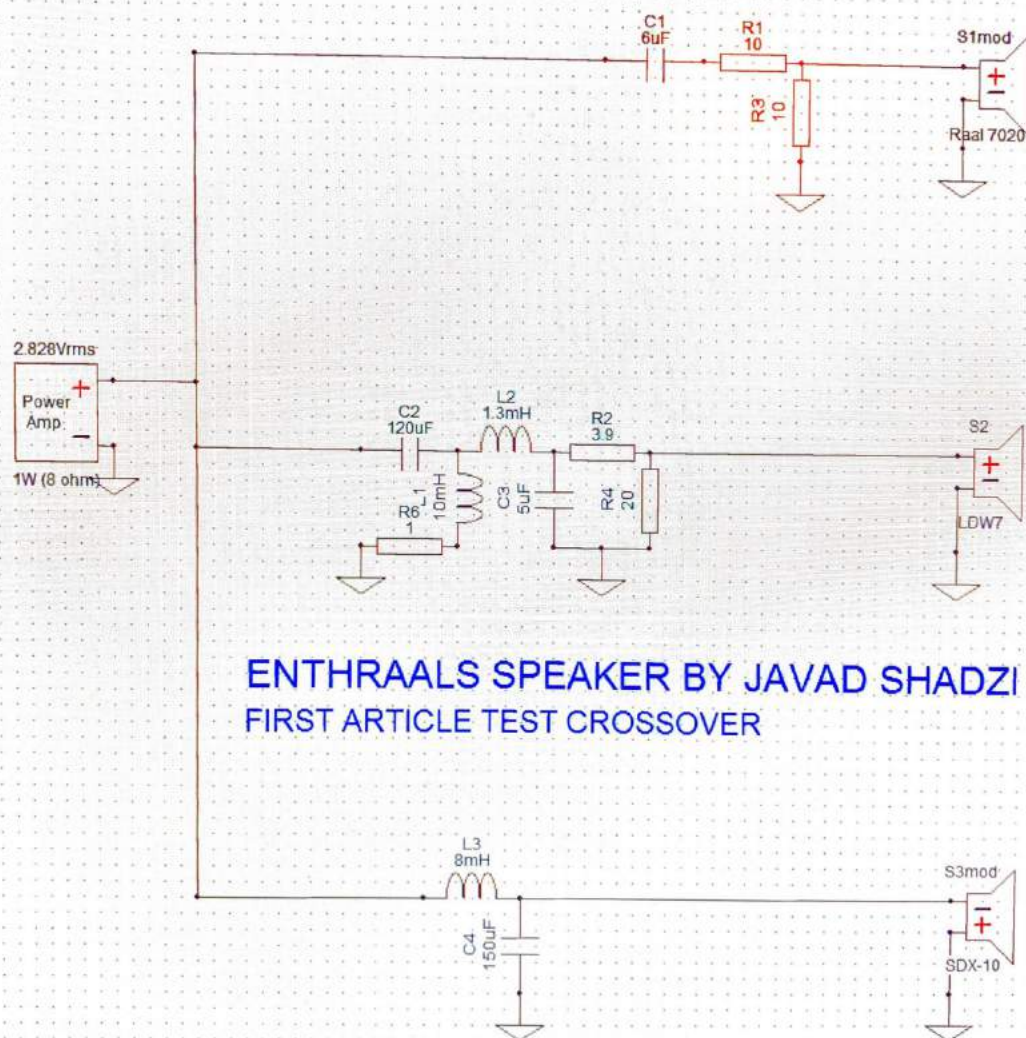 C1
6uF
R1
10
R3
10
S1mod
+
−
Raal 7020
2.828Vrms
Power
Amp.
+
−
1W (8 ohm)
C2
120uF
L2
1.3mH
R2
3.9
L1
10mH
R6
1
C3
5uF
R4
20
S2
+
−
LDW7
ENTHRAALS SPEAKER BY JAVAD SHADZI
FIRST ARTICLE TEST CROSSOVER
L3
8mH
C4
150uF
S3mod
−
+
SDX-10